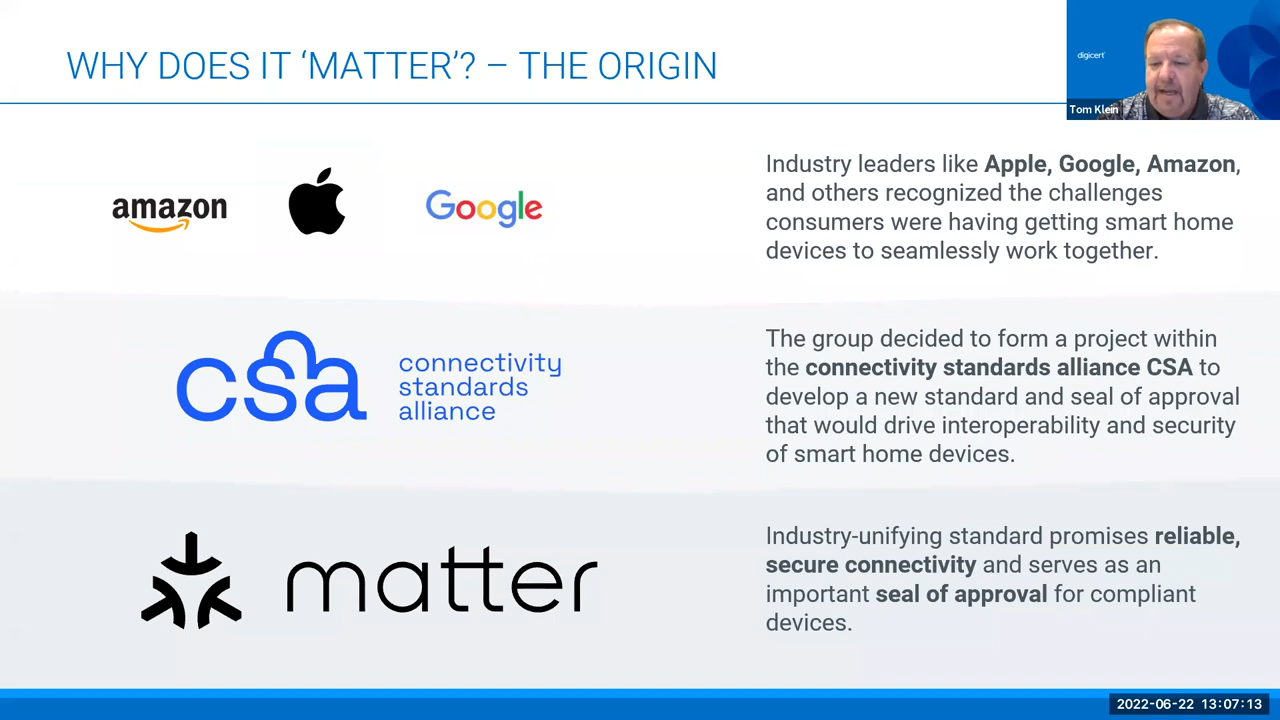 WHY DOES IT ‘MATTER’? – THE ORIGIN
digicert
Tom Klein
amazon
Google
Industry leaders like Apple, Google, Amazon,
and others recognized the challenges
consumers were having getting smart home
devices to seamlessly work together.
csa
connectivity
standards
alliance
The group decided to form a project within
the connectivity standards alliance CSA to
develop a new standard and seal of approval
that would drive interoperability and security
of smart home devices.
matter
Industry-unifying standard promises reliable,
secure connectivity and serves as an
important seal of approval for compliant
devices.
2022-06-22 13:07:13